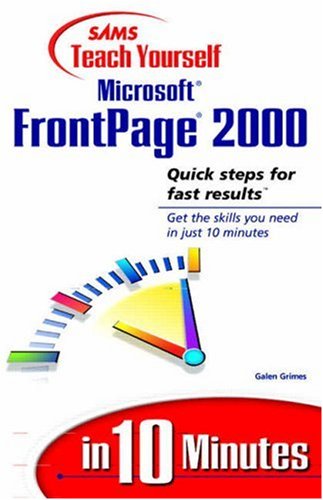 SAMS
Teach Yourself
Microsoft®
FrontPage® 2000
Quick steps for
fast results™
Get the skills you need
in just 10 minutes
Galen Grimes
in 10 Minutes